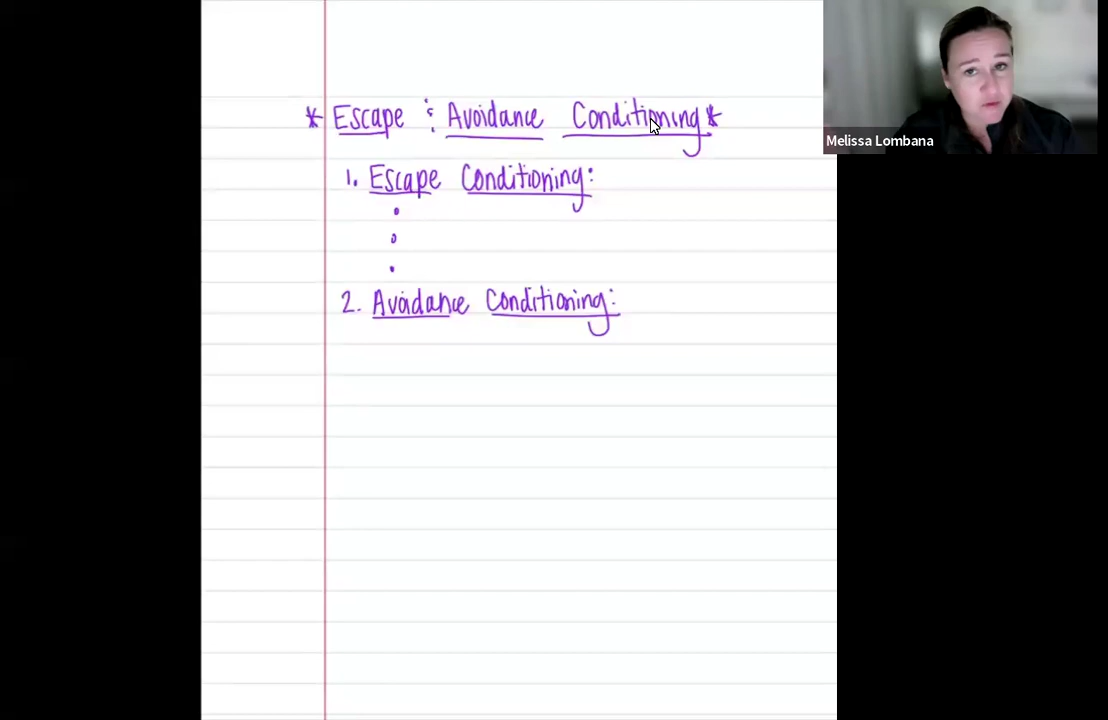 * Escape & Avoidance Conditioning *
Melissa Lombana
1. Escape Conditioning:
2. Avoidance Conditioning: